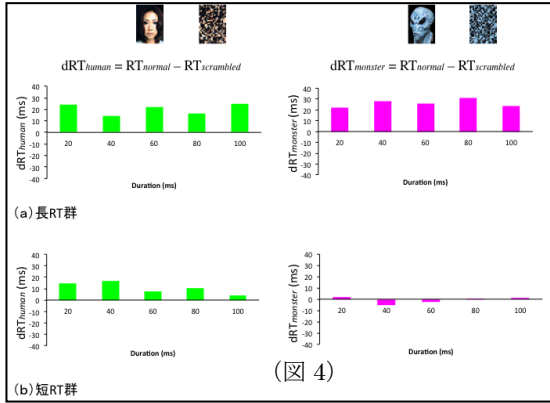 dRThuman = RTnormal − RTscrambled
dRTmonster = RTnormal − RTscrambled
dRThuman (ms)
40
30
20
10
0
-10
-20
-30
-40
20 40 60 80 100
Duration (ms)
dRTmonster (ms)
40
30
20
10
0
-10
-20
-30
-40
20 40 60 80 100
Duration (ms)
(a)長RT群
dRThuman (ms)
40
30
20
10
0
-10
-20
-30
-40
20 40 60 80 100
Duration (ms)
dRTmonster (ms)
40
30
20
10
0
-10
-20
-30
-40
20 40 60 80 100
Duration (ms)
(図 4)
(b)短RT群